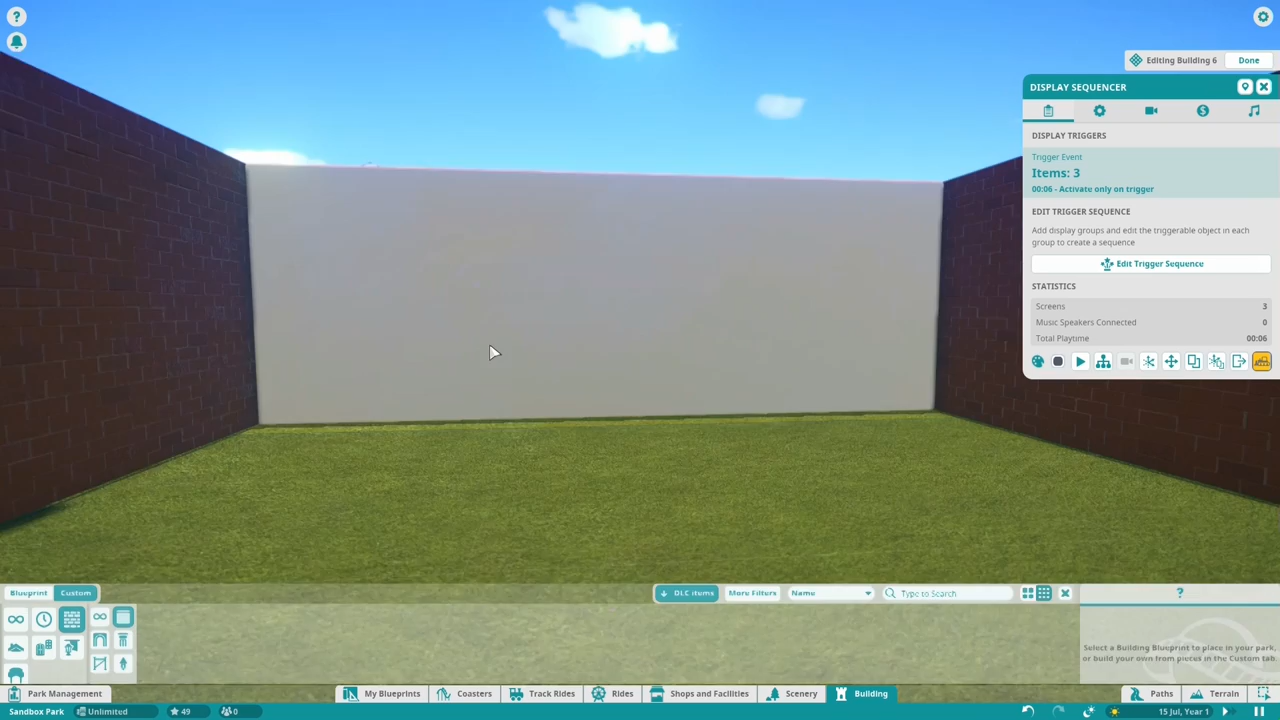 ?
Editing Building 6 Done
DISPLAY SEQUENCER
DISPLAY TRIGGERS
Trigger Event
Items: 3
00:06 - Activate only on trigger
EDIT TRIGGER SEQUENCE
Add display groups and edit the triggerable object in each
group to create a sequence
Edit Trigger Sequence
STATISTICS
Screens 3
Music Speakers Connected 0
Total Playtime 00:06
Blueprint Custom DLC items More Filters Name Type to Search ?
Select a Building Blueprint to place in your park,
or build your own from pieces in the Custom tab.
Park Management My Blueprints Coasters Track Rides Rides Shops and Facilities Scenery Building Paths Terrain
Sandbox Park Unlimited 49 0 15 Jul, Year 1